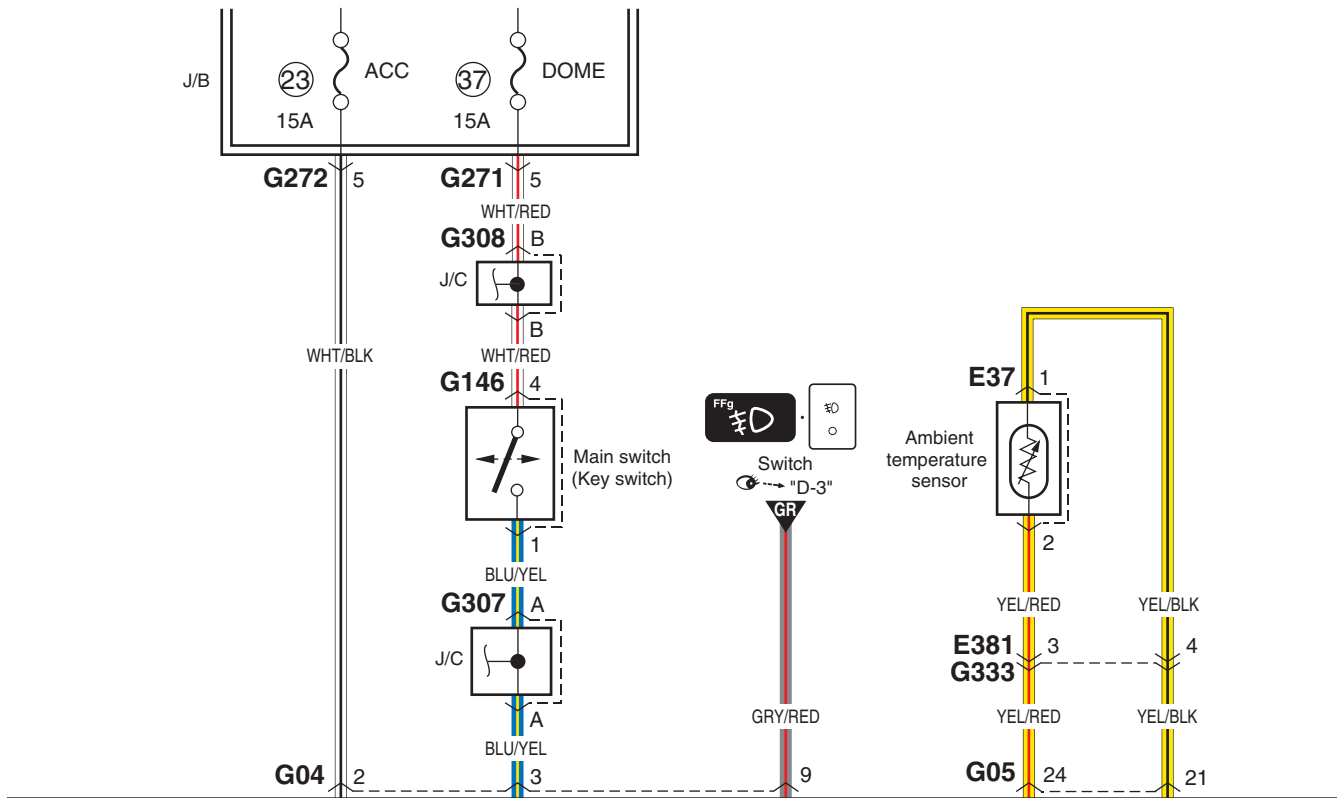 J/B
23
ACC
15A
37
DOME
15A
G272 5
G271 5
WHT/RED
G308 B
J/C
B
WHT/BLK
WHT/RED
G146 4
Main switch
(Key switch)
1
BLU/YEL
G307 A
J/C
A
BLU/YEL
FFg
Switch
"D-3"
GR
GRY/RED
E37 1
Ambient
temperature
sensor
2
YEL/RED
YEL/BLK
E381 3
4
G333
YEL/RED
YEL/BLK
G04 2
3
9
G05 24
21